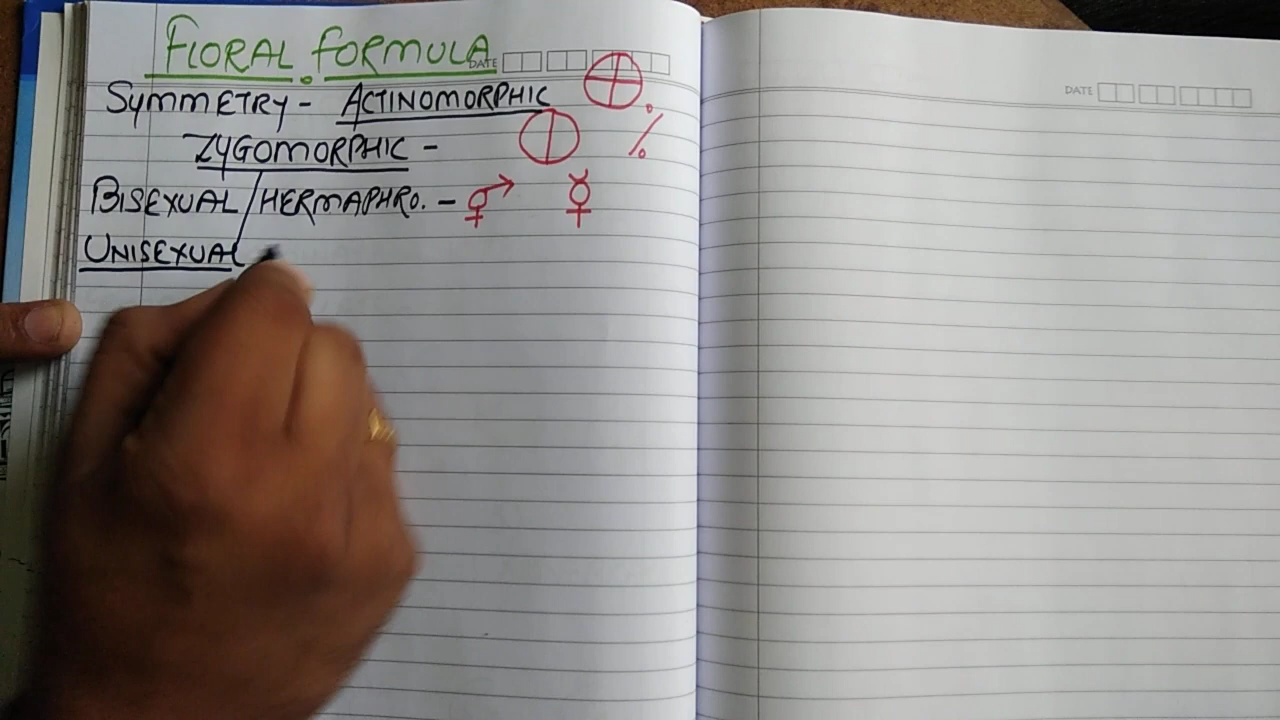 FLORAL FORMULA
DATE
SYMMETRY - ACTINOMORPHIC ⊕.
ZYGOMORPHIC - ⦶ %
BISEXUAL/HERMAPHRO. - ⚥ ☿
UNISEXUAL
DATE